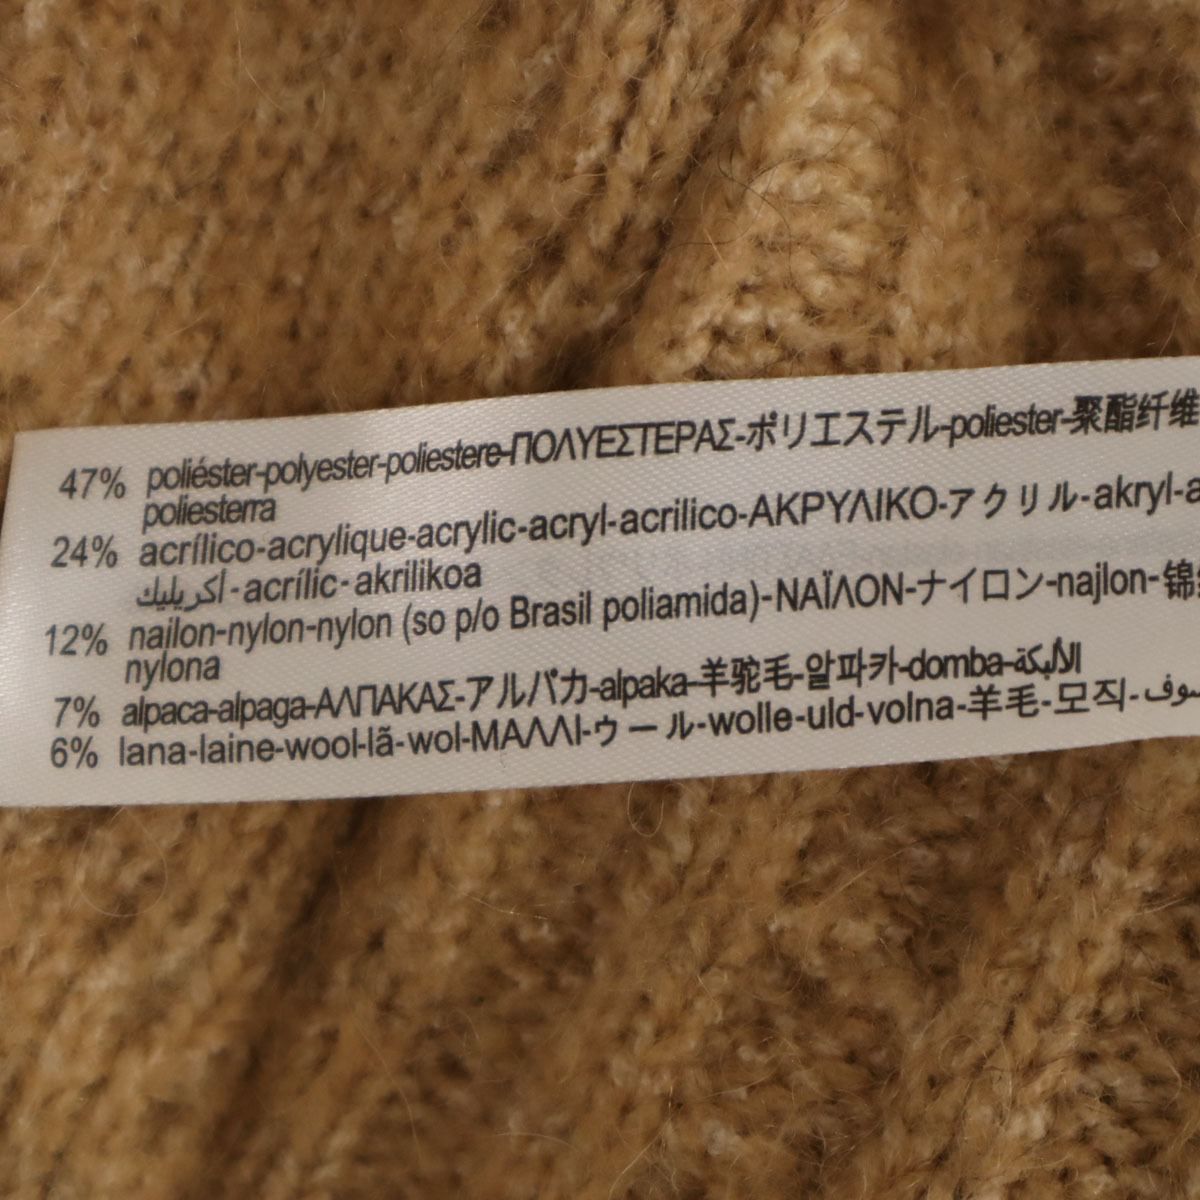 47% poliéster-polyester-poliestere-ΠΟΛΥΕΣΤΕΡΑΣ-ポリエステル-poliester-聚酯纤维
poliesterra
24% acrílico-acrylique-acrylic-acryl-acrilico-ΑΚΡΥΛΙΚΟ-アクリル-akryl-
أكريليك-acrílic-akrilikoa
12% nailon-nylon-nylon (so p/o Brasil poliamida)-ΝΑΪΛΟΝ-ナイロン-najlon-锦
nylona
7% alpaca-alpaga-ΑΛΠΑΚΑΣ-アルパカ-alpaka-羊驼毛-알파카-domba-الألبكة
6% lana-laine-wool-lã-wol-ΜΑΛΛΙ-ウール-wolle-uld-volna-羊毛-모직-صوف